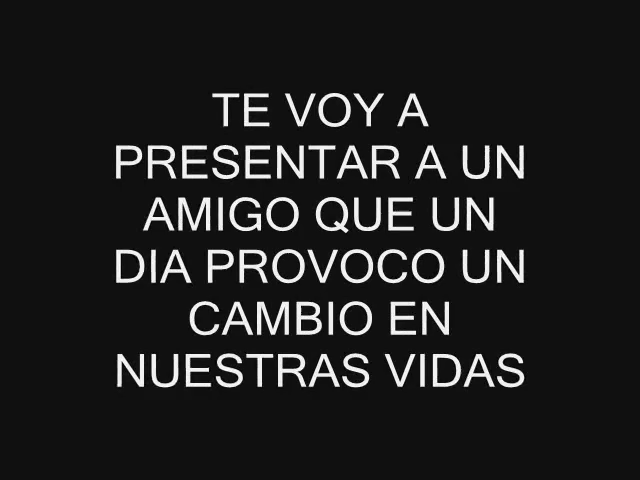 TE VOY A
PRESENTAR A UN
AMIGO QUE UN
DIA PROVOCO UN
CAMBIO EN
NUESTRAS VIDAS